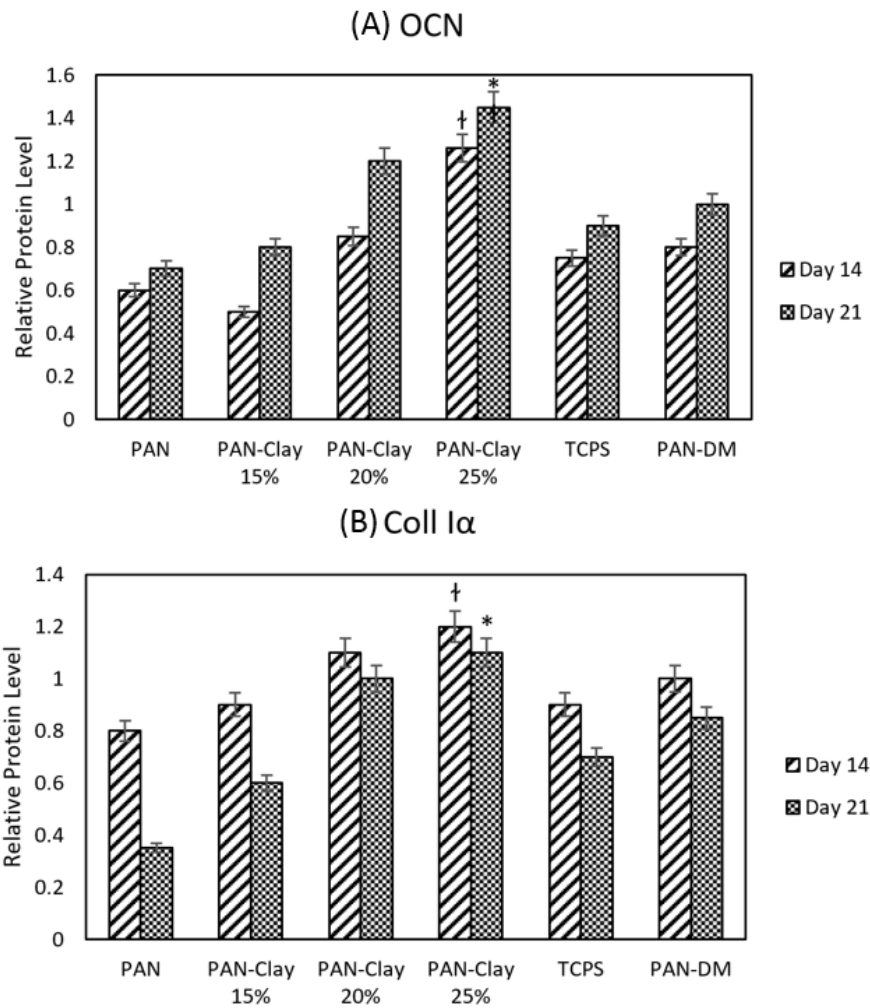 (A) OCN
1.6
1.4
1.2
1
0.8
0.6
0.4
0.2
0
Relative Protein Level
ⱡ
*
PAN
PAN-Clay 15%
PAN-Clay 20%
PAN-Clay 25%
TCPS
PAN-DM
Day 14
Day 21
(B) Coll Iα
1.4
1.2
1
0.8
0.6
0.4
0.2
0
Relative Protein Level
ⱡ
*
PAN
PAN-Clay 15%
PAN-Clay 20%
PAN-Clay 25%
TCPS
PAN-DM
Day 14
Day 21